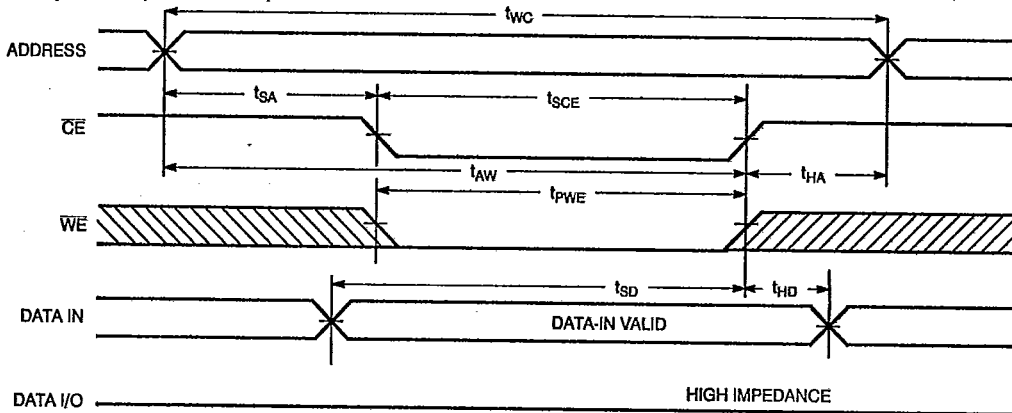 tWC
ADDRESS
tSA
tSCE
CE
tAW
tHA
tPWE
WE
tSD
tHD
DATA IN
DATA-IN VALID
DATA I/O
HIGH IMPEDANCE